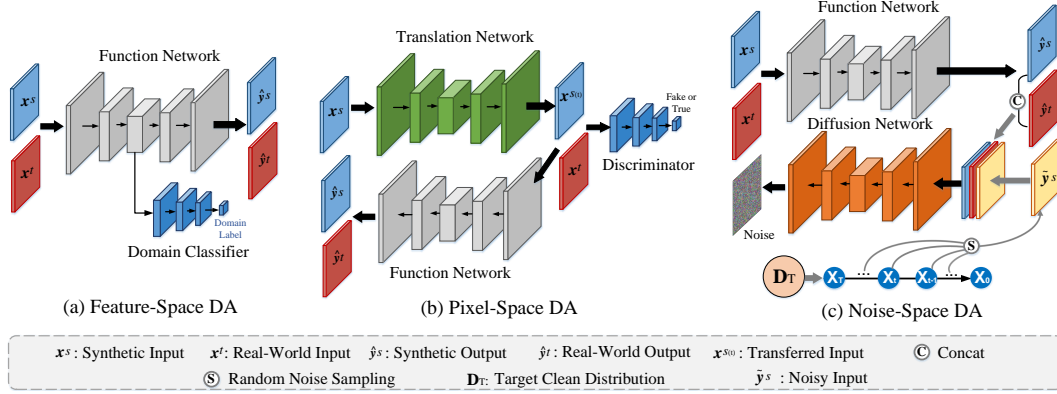 Function Network
x^s
x^t
ŷ^s
ŷ^t
Domain
Label
Domain Classifier
(a) Feature-Space DA
Translation Network
x^s
x^s(t)
Fake or
True
x^t
Discriminator
ŷ^s
ŷ^t
Function Network
(b) Pixel-Space DA
Function Network
x^s
ŷ^s
C
x^t
ŷ^t
Diffusion Network
ỹ^s
Noise
S
D_T
X_T
...
X_t
X_t-1
...
X_0
(c) Noise-Space DA
x^s : Synthetic Input x^t : Real-World Input ŷ^s : Synthetic Output ŷ^t : Real-World Output x^s(t) : Transferred Input C Concat
S Random Noise Sampling D_T: Target Clean Distribution ỹ^s : Noisy Input